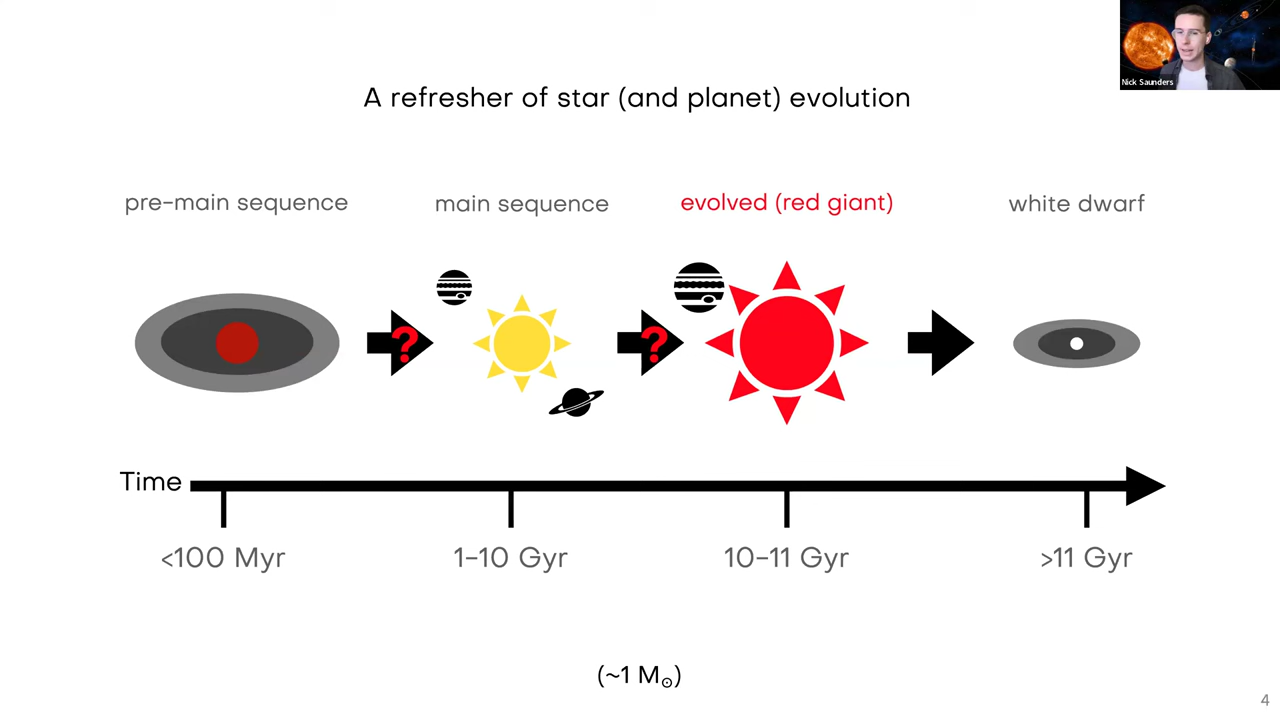 Nick Saunders
A refresher of star (and planet) evolution
pre-main sequence
main sequence
evolved (red giant)
white dwarf
?
?
Time
<100 Myr
1-10 Gyr
10-11 Gyr
>11 Gyr
(~1 M☉)
4